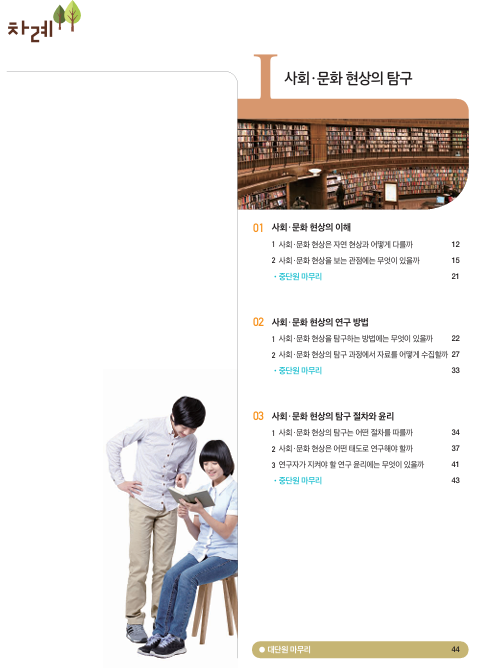 차례
I 사회·문화 현상의 탐구
01 사회·문화 현상의 이해
1 사회·문화 현상은 자연 현상과 어떻게 다를까 12
2 사회·문화 현상을 보는 관점에는 무엇이 있을까 15
· 중단원 마무리 21
02 사회·문화 현상의 연구 방법
1 사회·문화 현상을 탐구하는 방법에는 무엇이 있을까 22
2 사회·문화 현상의 탐구 과정에서 자료를 어떻게 수집할까 27
· 중단원 마무리 33
03 사회·문화 현상의 탐구 절차와 윤리
1 사회·문화 현상의 탐구는 어떤 절차를 따를까 34
2 사회·문화 현상은 어떤 태도로 연구해야 할까 37
3 연구자가 지켜야 할 연구 윤리에는 무엇이 있을까 41
· 중단원 마무리 43
● 대단원 마무리 44